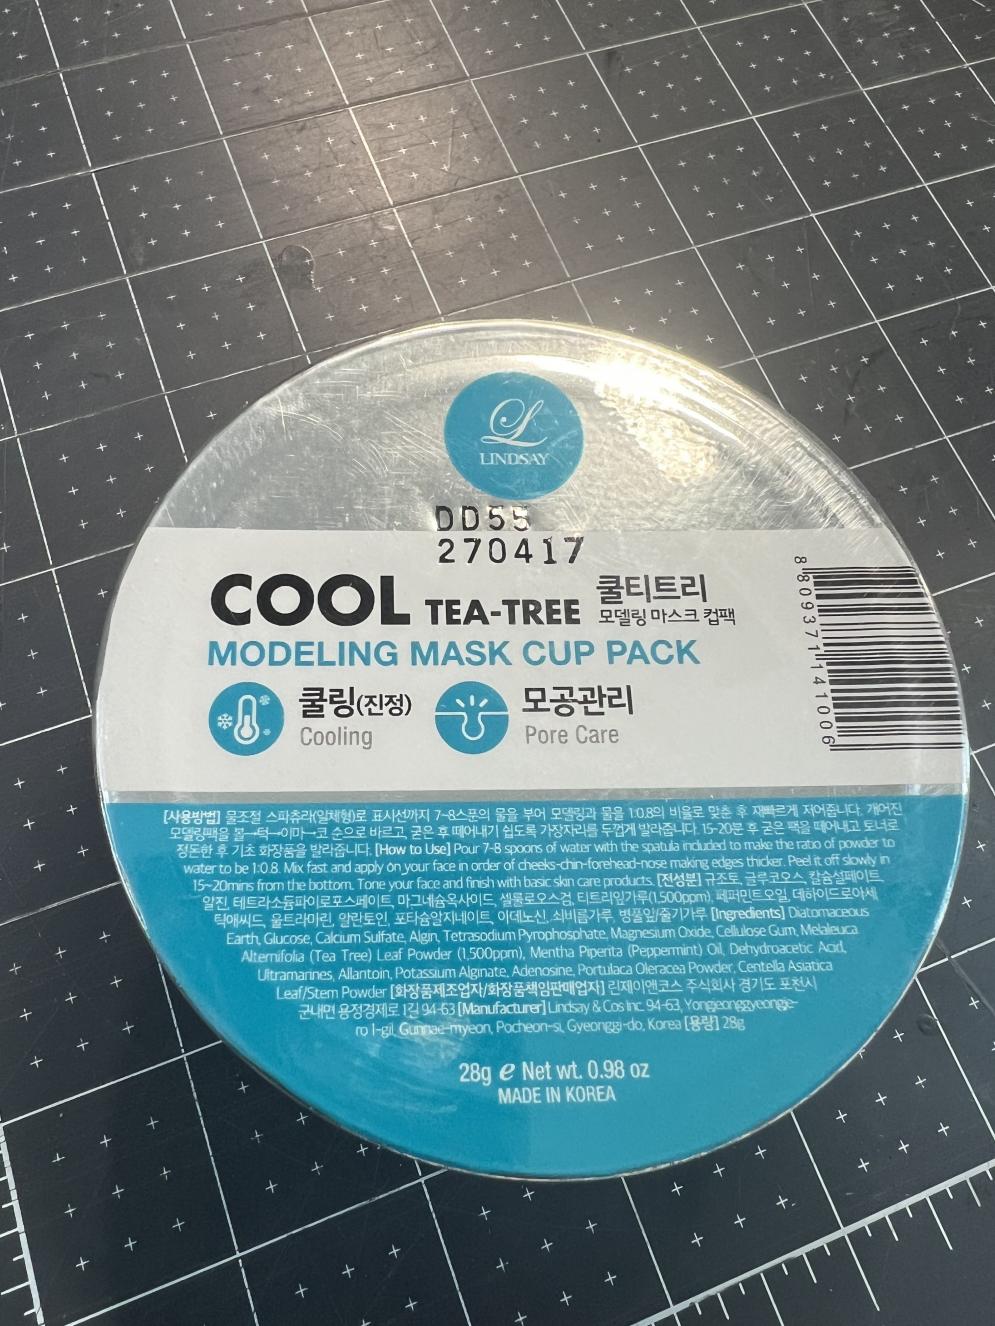 L
LINDSAY
DD55
270417
COOL TEA-TREE 쿨티트리
모델링 마스크 컵팩
MODELING MASK CUP PACK
쿨링(진정)
Cooling
모공관리
Pore Care
8809371141006
[사용방법] 물조절 스파츌라(일체형)로 표시선까지 7~8스푼의 물을 부어 모델링과 물을 1:0.8의 비율로 맞춘 후 재빠르게 저어줍니다. 개어진
모델링팩을 볼→턱→이마→코 순으로 바르고, 굳은 후 떼어내기 쉽도록 가장자리를 두껍게 발라줍니다. 15-20분 후 굳은 팩을 떼어내고 토너로
정돈한 후 기초 화장품을 발라줍니다. [How to Use] Pour 7-8 spoons of water with the spatula included to make the ratio of powder to
water to be 1:0.8. Mix fast and apply on your face in order of cheeks-chin-forehead-nose making edges thicker. Peel it off slowly in
15~20mins from the bottom. Tone your face and finish with basic skin care products. [전성분] 규조토, 글루코오스, 칼슘설페이트,
알진, 테트라소듐파이로포스페이트, 마그네슘옥사이드, 셀룰로오스검, 티트리잎가루(1,500ppm), 페퍼민트오일, 데하이드로아세
틱애씨드, 울트라마린, 알란토인, 포타슘알지네이트, 아데노신, 쇠비름가루, 병풀잎/줄기가루 [Ingredients] Diatomaceous
Earth, Glucose, Calcium Sulfate, Algin, Tetrasodium Pyrophosphate, Magnesium Oxide, Cellulose Gum, Melaleuca
Alternifolia (Tea Tree) Leaf Powder (1,500ppm), Mentha Piperita (Peppermint) Oil, Dehydroacetic Acid,
Ultramarines, Allantoin, Potassium Alginate, Adenosine, Portulaca Oleracea Powder, Centella Asiatica
Leaf/Stem Powder [화장품제조업자/화장품책임판매업자] 린제이앤코스 주식회사 경기도 포천시
군내면 용정경제로 1길 94-63 [Manufacturer] Lindsay & Cos Inc. 94-63, Yongjeonggyeongje-
ro 1-gil, Gunnae-myeon, Pocheon-si, Gyeonggi-do, Korea [용량] 28g
28g e Net wt. 0.98 oz
MADE IN KOREA